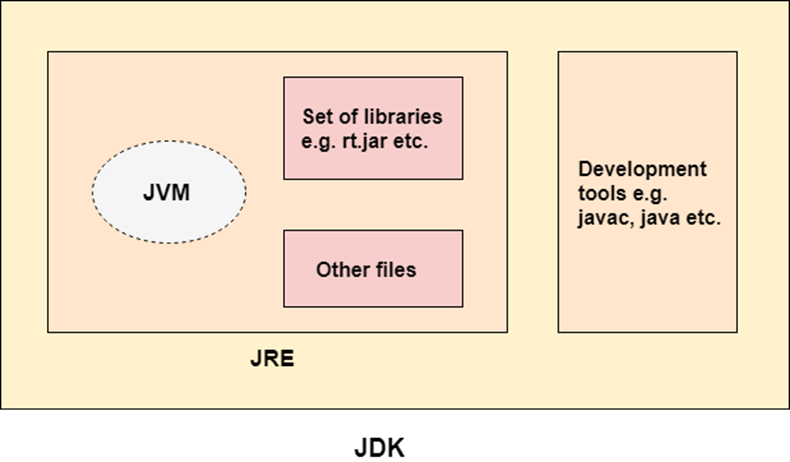 Set of libraries
e.g. rt.jar etc.
JVM
Other files
JRE
Development
tools e.g.
javac, java etc.
JDK